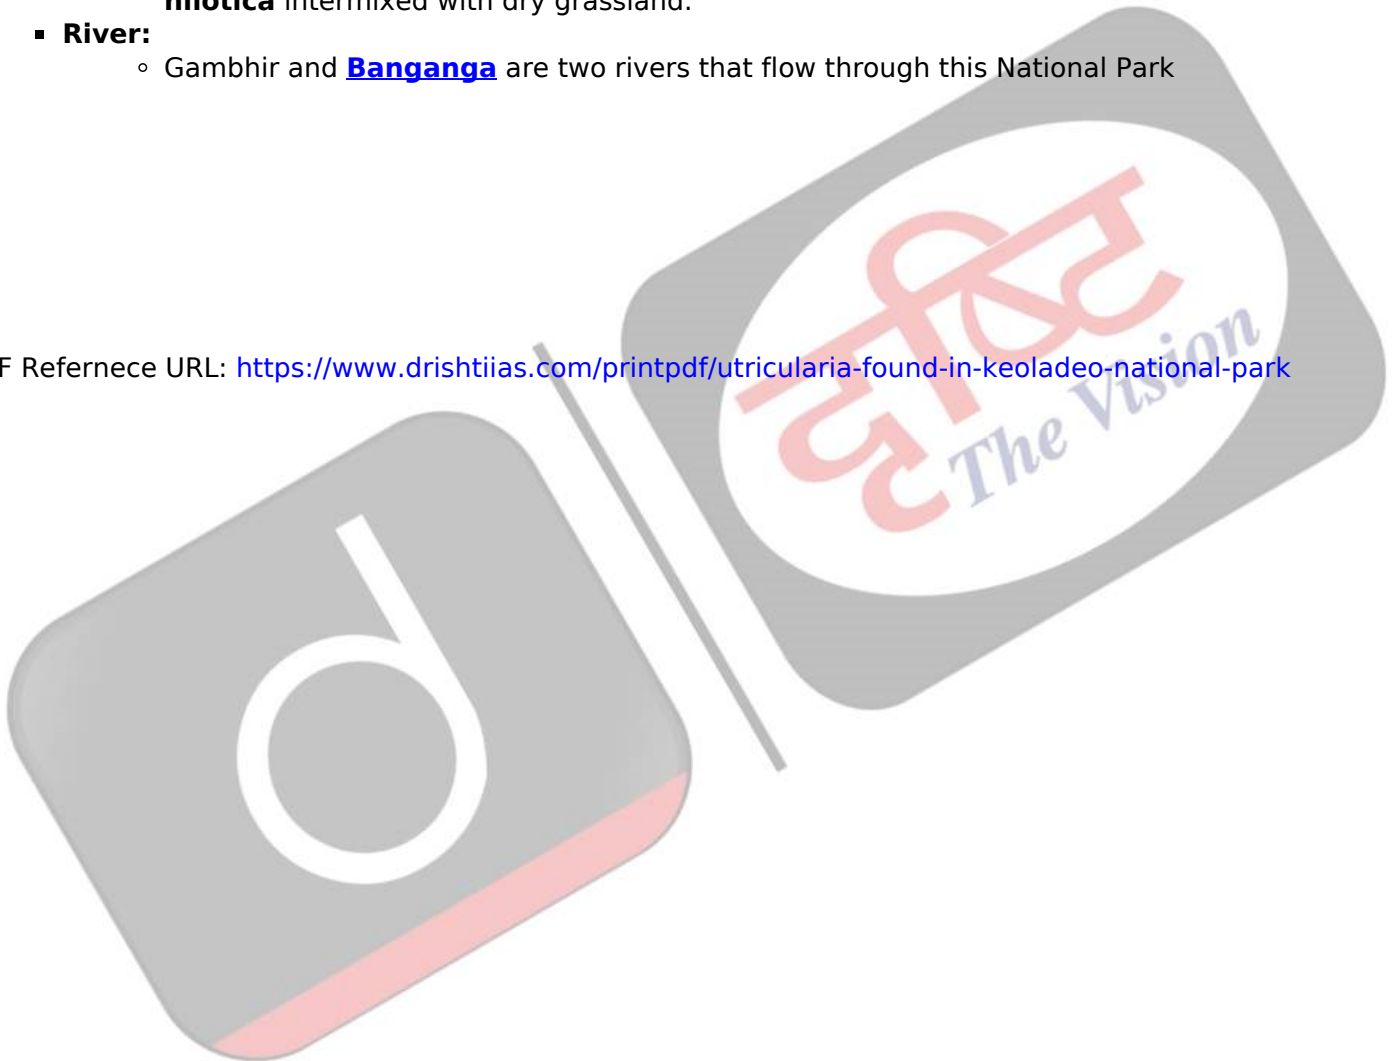 nilotica intermixed with dry grassland.
▪ River:
◦ Gambhir and Banganga are two rivers that flow through this National Park
F Refernece URL: https://www.drishtiias.com/printpdf/utricularia-found-in-keoladeo-national-park
दृष्टि
The Vision
d